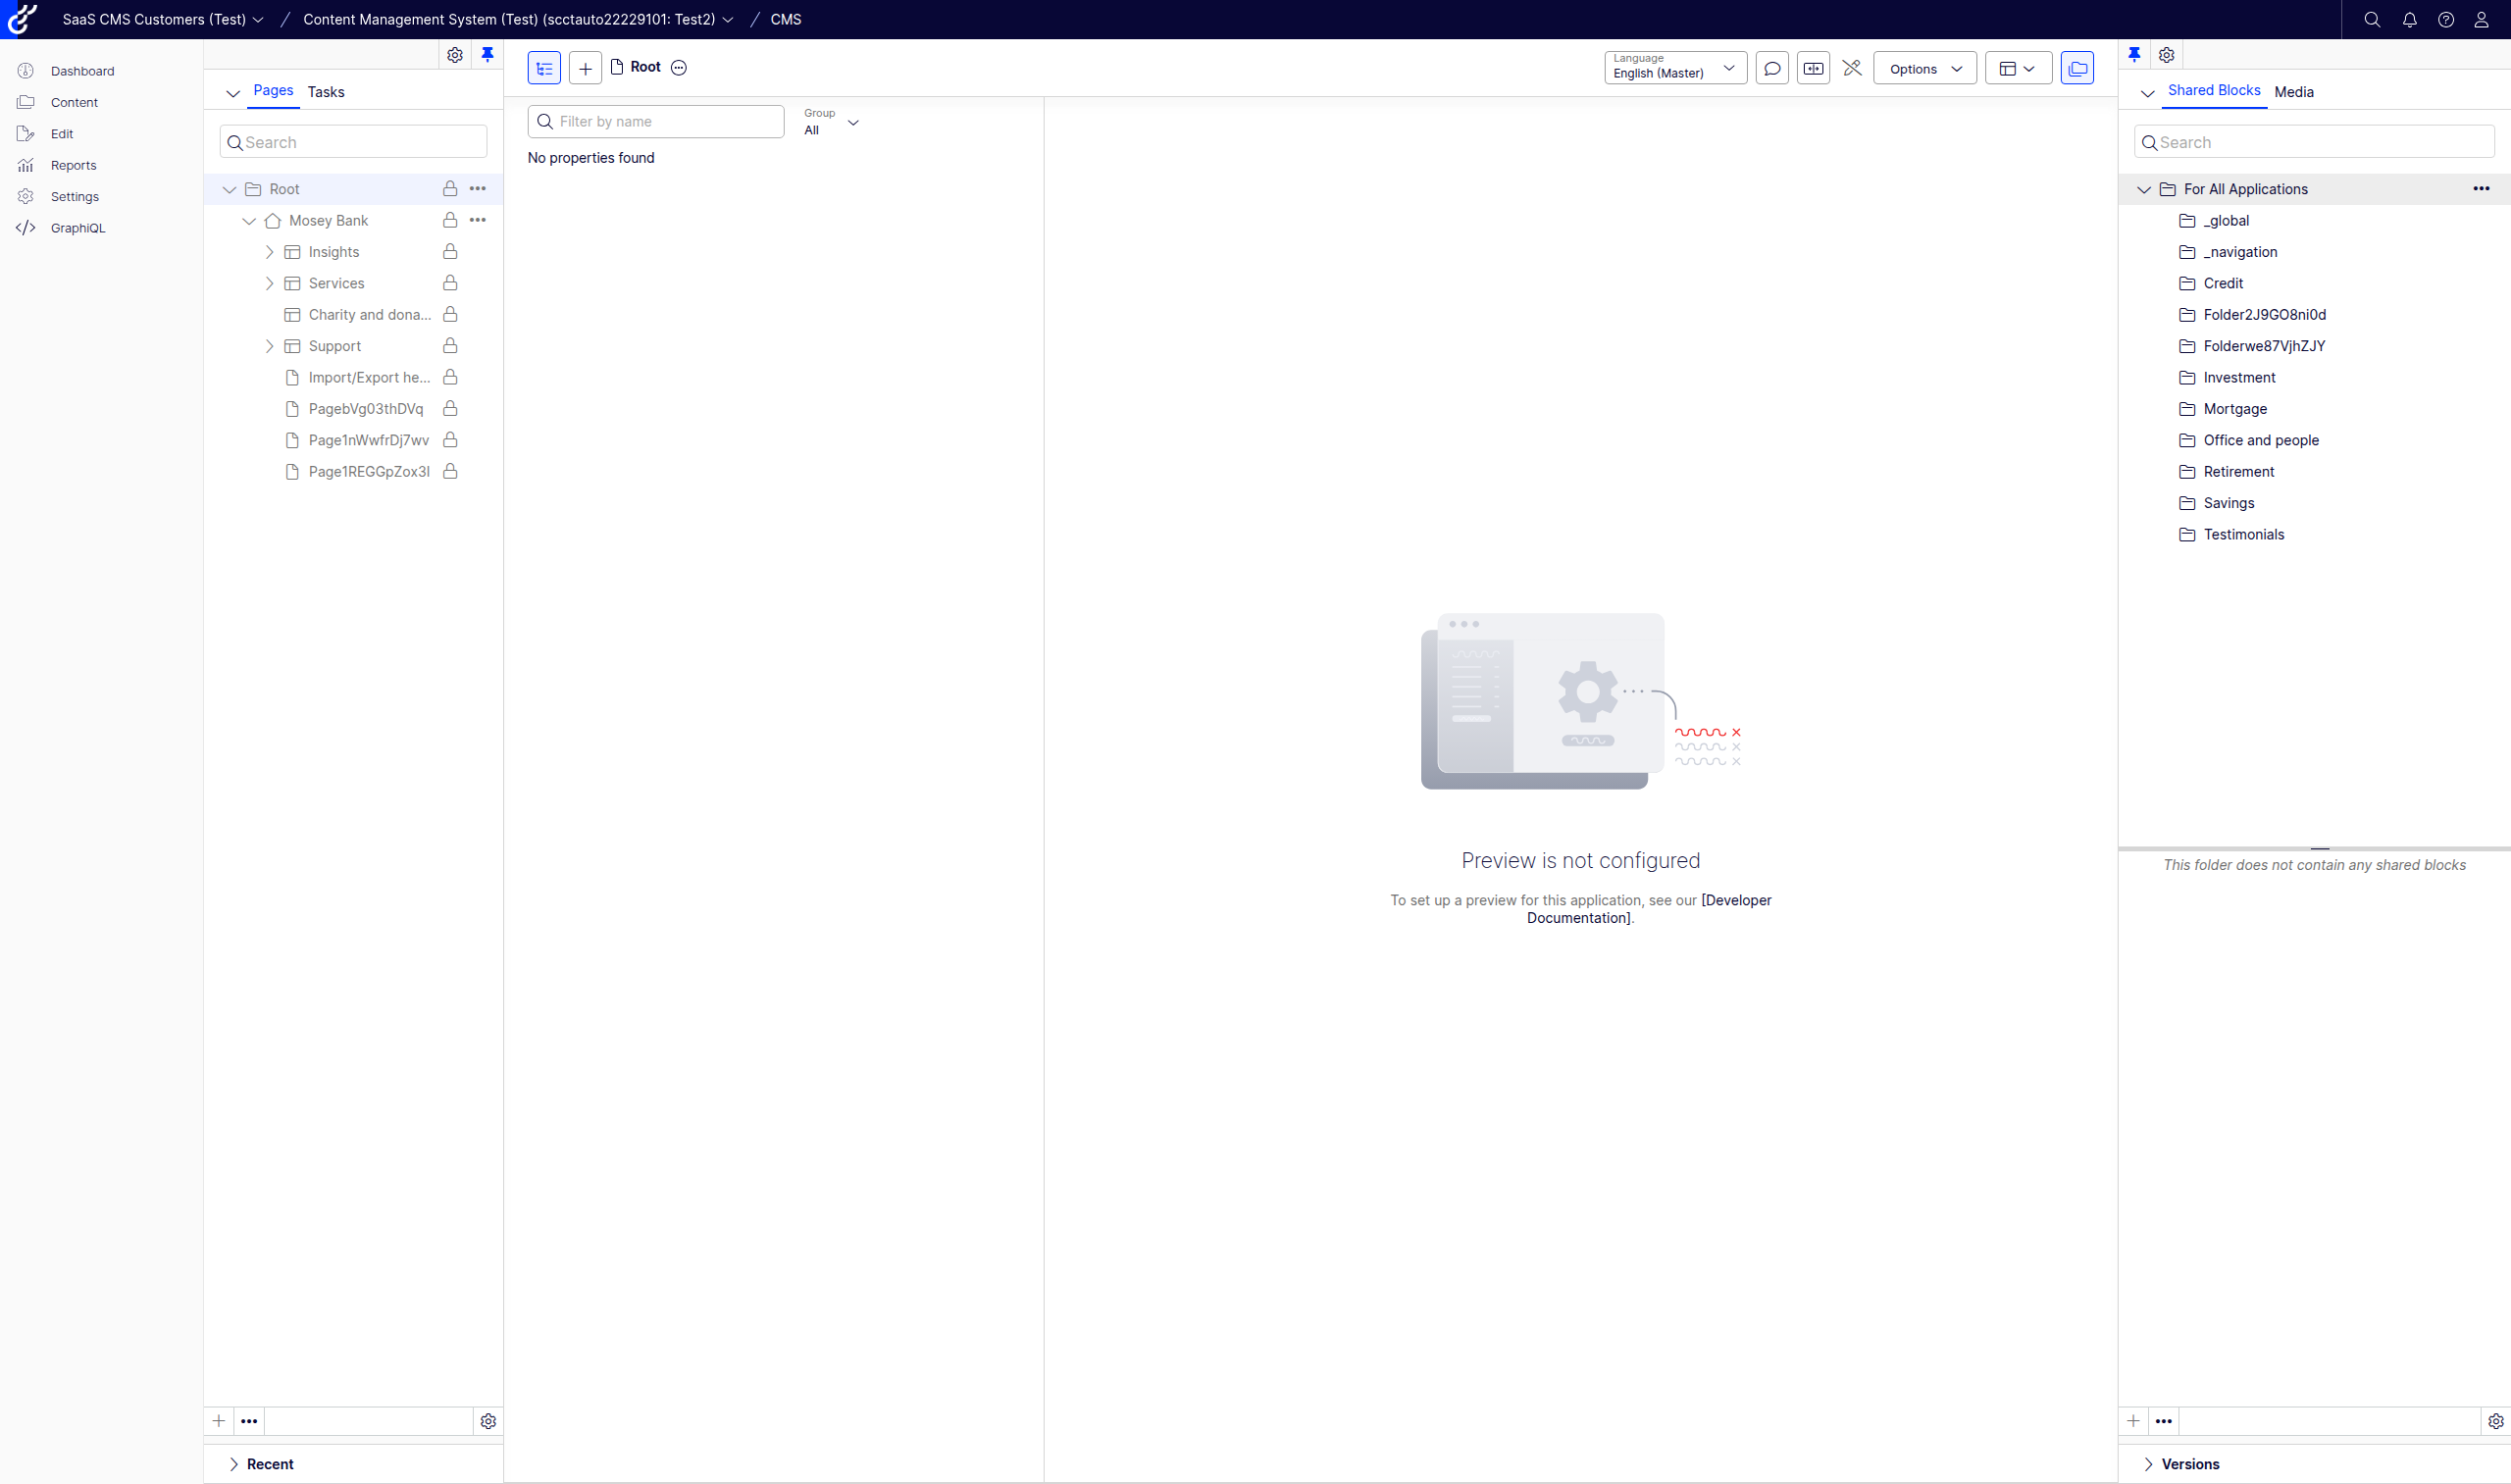 SaaS CMS Customers (Test) / Content Management System (Test) (scctauto22229101: Test2) / CMS
Dashboard
Content
Edit
Reports
Settings
GraphiQL
Pages Tasks
Search
Root
Mosey Bank
Insights
Services
Charity and dona...
Support
Import/Export he...
PagebVg03thDVq
Page1nWwfrDj7wv
Page1REGGpZox3l
Recent
Root
Language
English (Master)
Options
Filter by name
Group
All
No properties found
Preview is not configured
To set up a preview for this application, see our [Developer
Documentation].
Shared Blocks Media
Search
For All Applications
_global
_navigation
Credit
Folder2J9GO8ni0d
Folderwe87VjhZJY
Investment
Mortgage
Office and people
Retirement
Savings
Testimonials
This folder does not contain any shared blocks
Versions